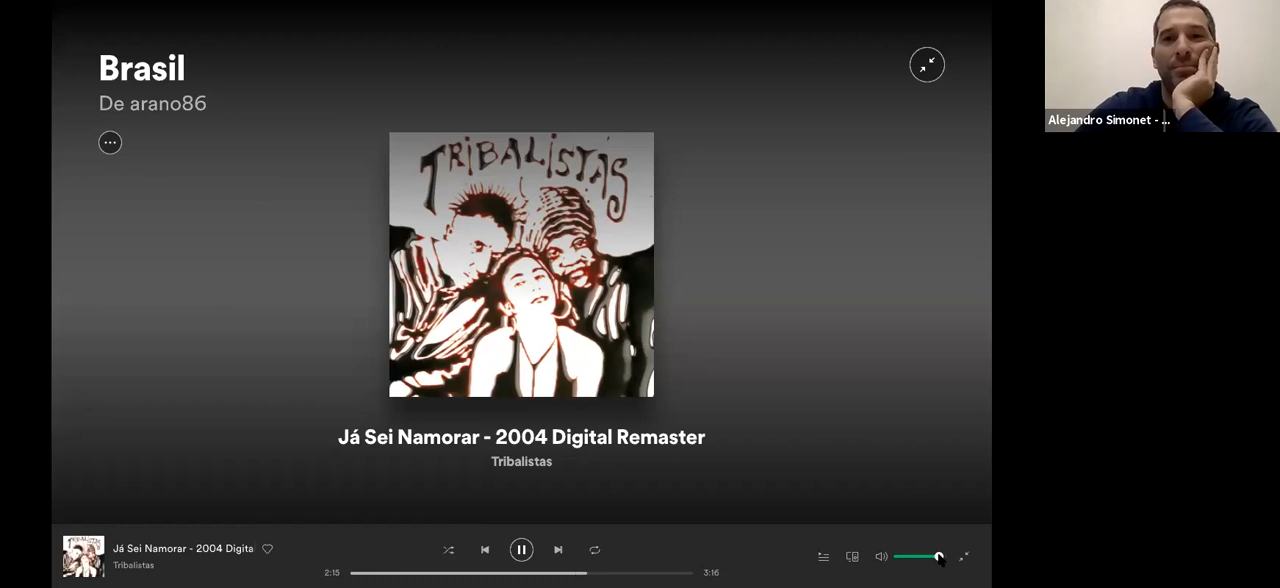 Brasil
De arano86
TRIBALISTAS
Já Sei Namorar - 2004 Digital Remaster
Tribalistas
Já Sei Namorar - 2004 Digita
Tribalistas
2:15
3:16
Alejandro Simonet - ...